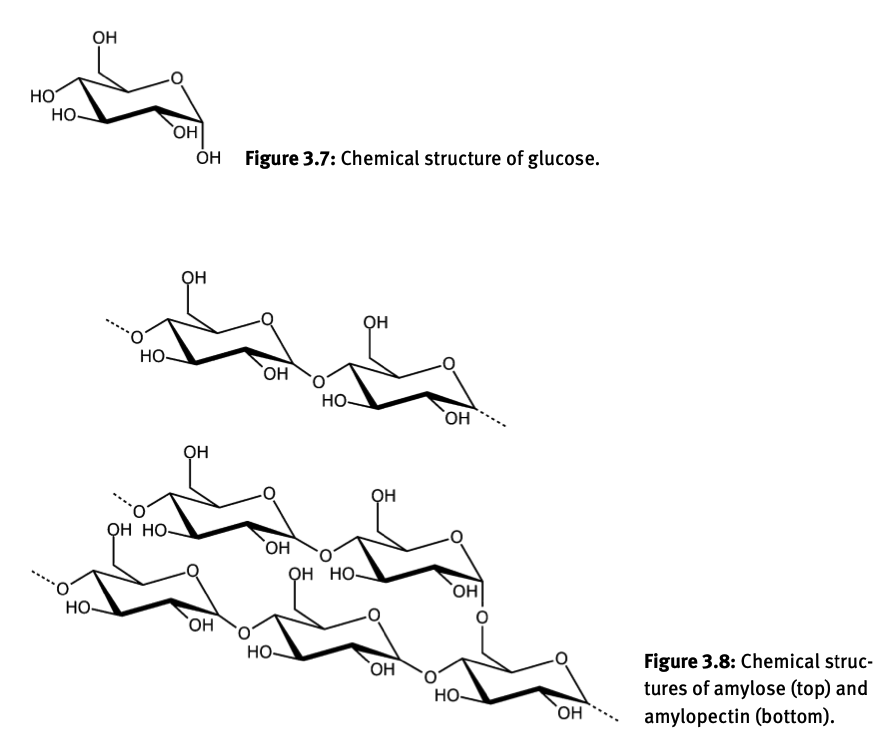 OH
O
HO
HO
OH
OH
Figure 3.7: Chemical structure of glucose.
OH
O
O
HO
OH
O
OH
O
HO
OH
OH
O
O
HO
OH
O
OH
O
HO
OH
O
OH
O
O
HO
OH
O
OH
O
HO
OH
O
O
HO
OH
Figure 3.8: Chemical struc-
tures of amylose (top) and
amylopectin (bottom).